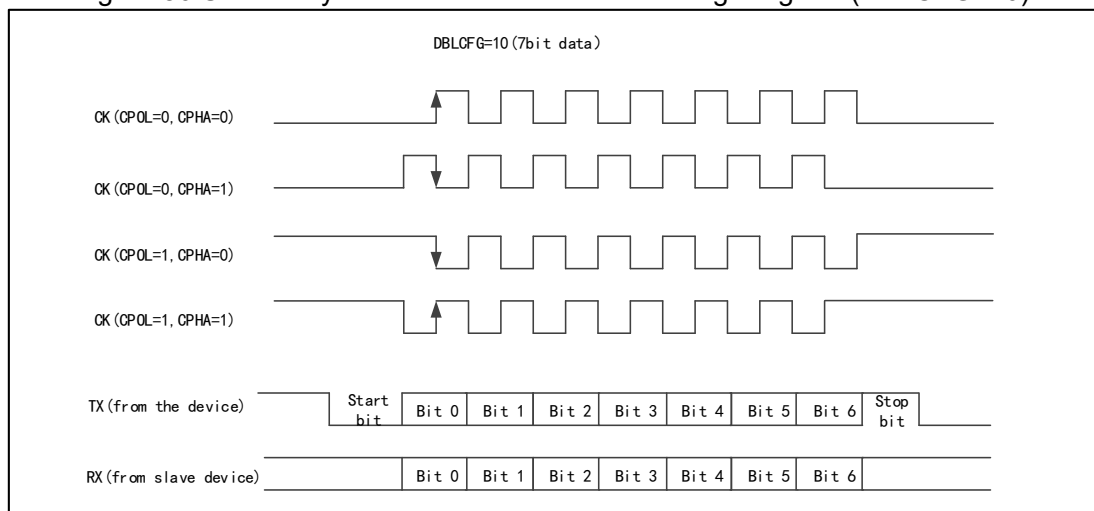 DBLCFG=10(7bit data)
CK(CPOL=0, CPHA=0)
CK(CPOL=0, CPHA=1)
CK(CPOL=1, CPHA=0)
CK(CPOL=1, CPHA=1)
TX(from the device) Start bit Bit 0 Bit 1 Bit 2 Bit 3 Bit 4 Bit 5 Bit 6 Stop bit
RX(from slave device) Bit 0 Bit 1 Bit 2 Bit 3 Bit 4 Bit 5 Bit 6